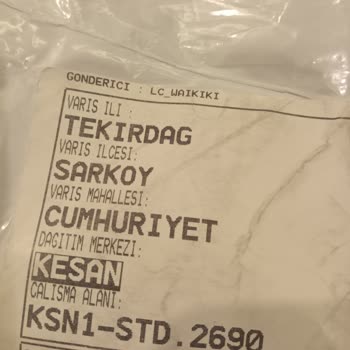 GONDERICI : LC_WAIKIKI
VARIS ILI :
TEKIRDAG
VARIS ILCESI:
SARKOY
VARIS MAHALLESI:
CUMHURIYET
DAGITIM MERKEZI:
KESAN
CALISMA ALANI:
KSN1-STD.2690